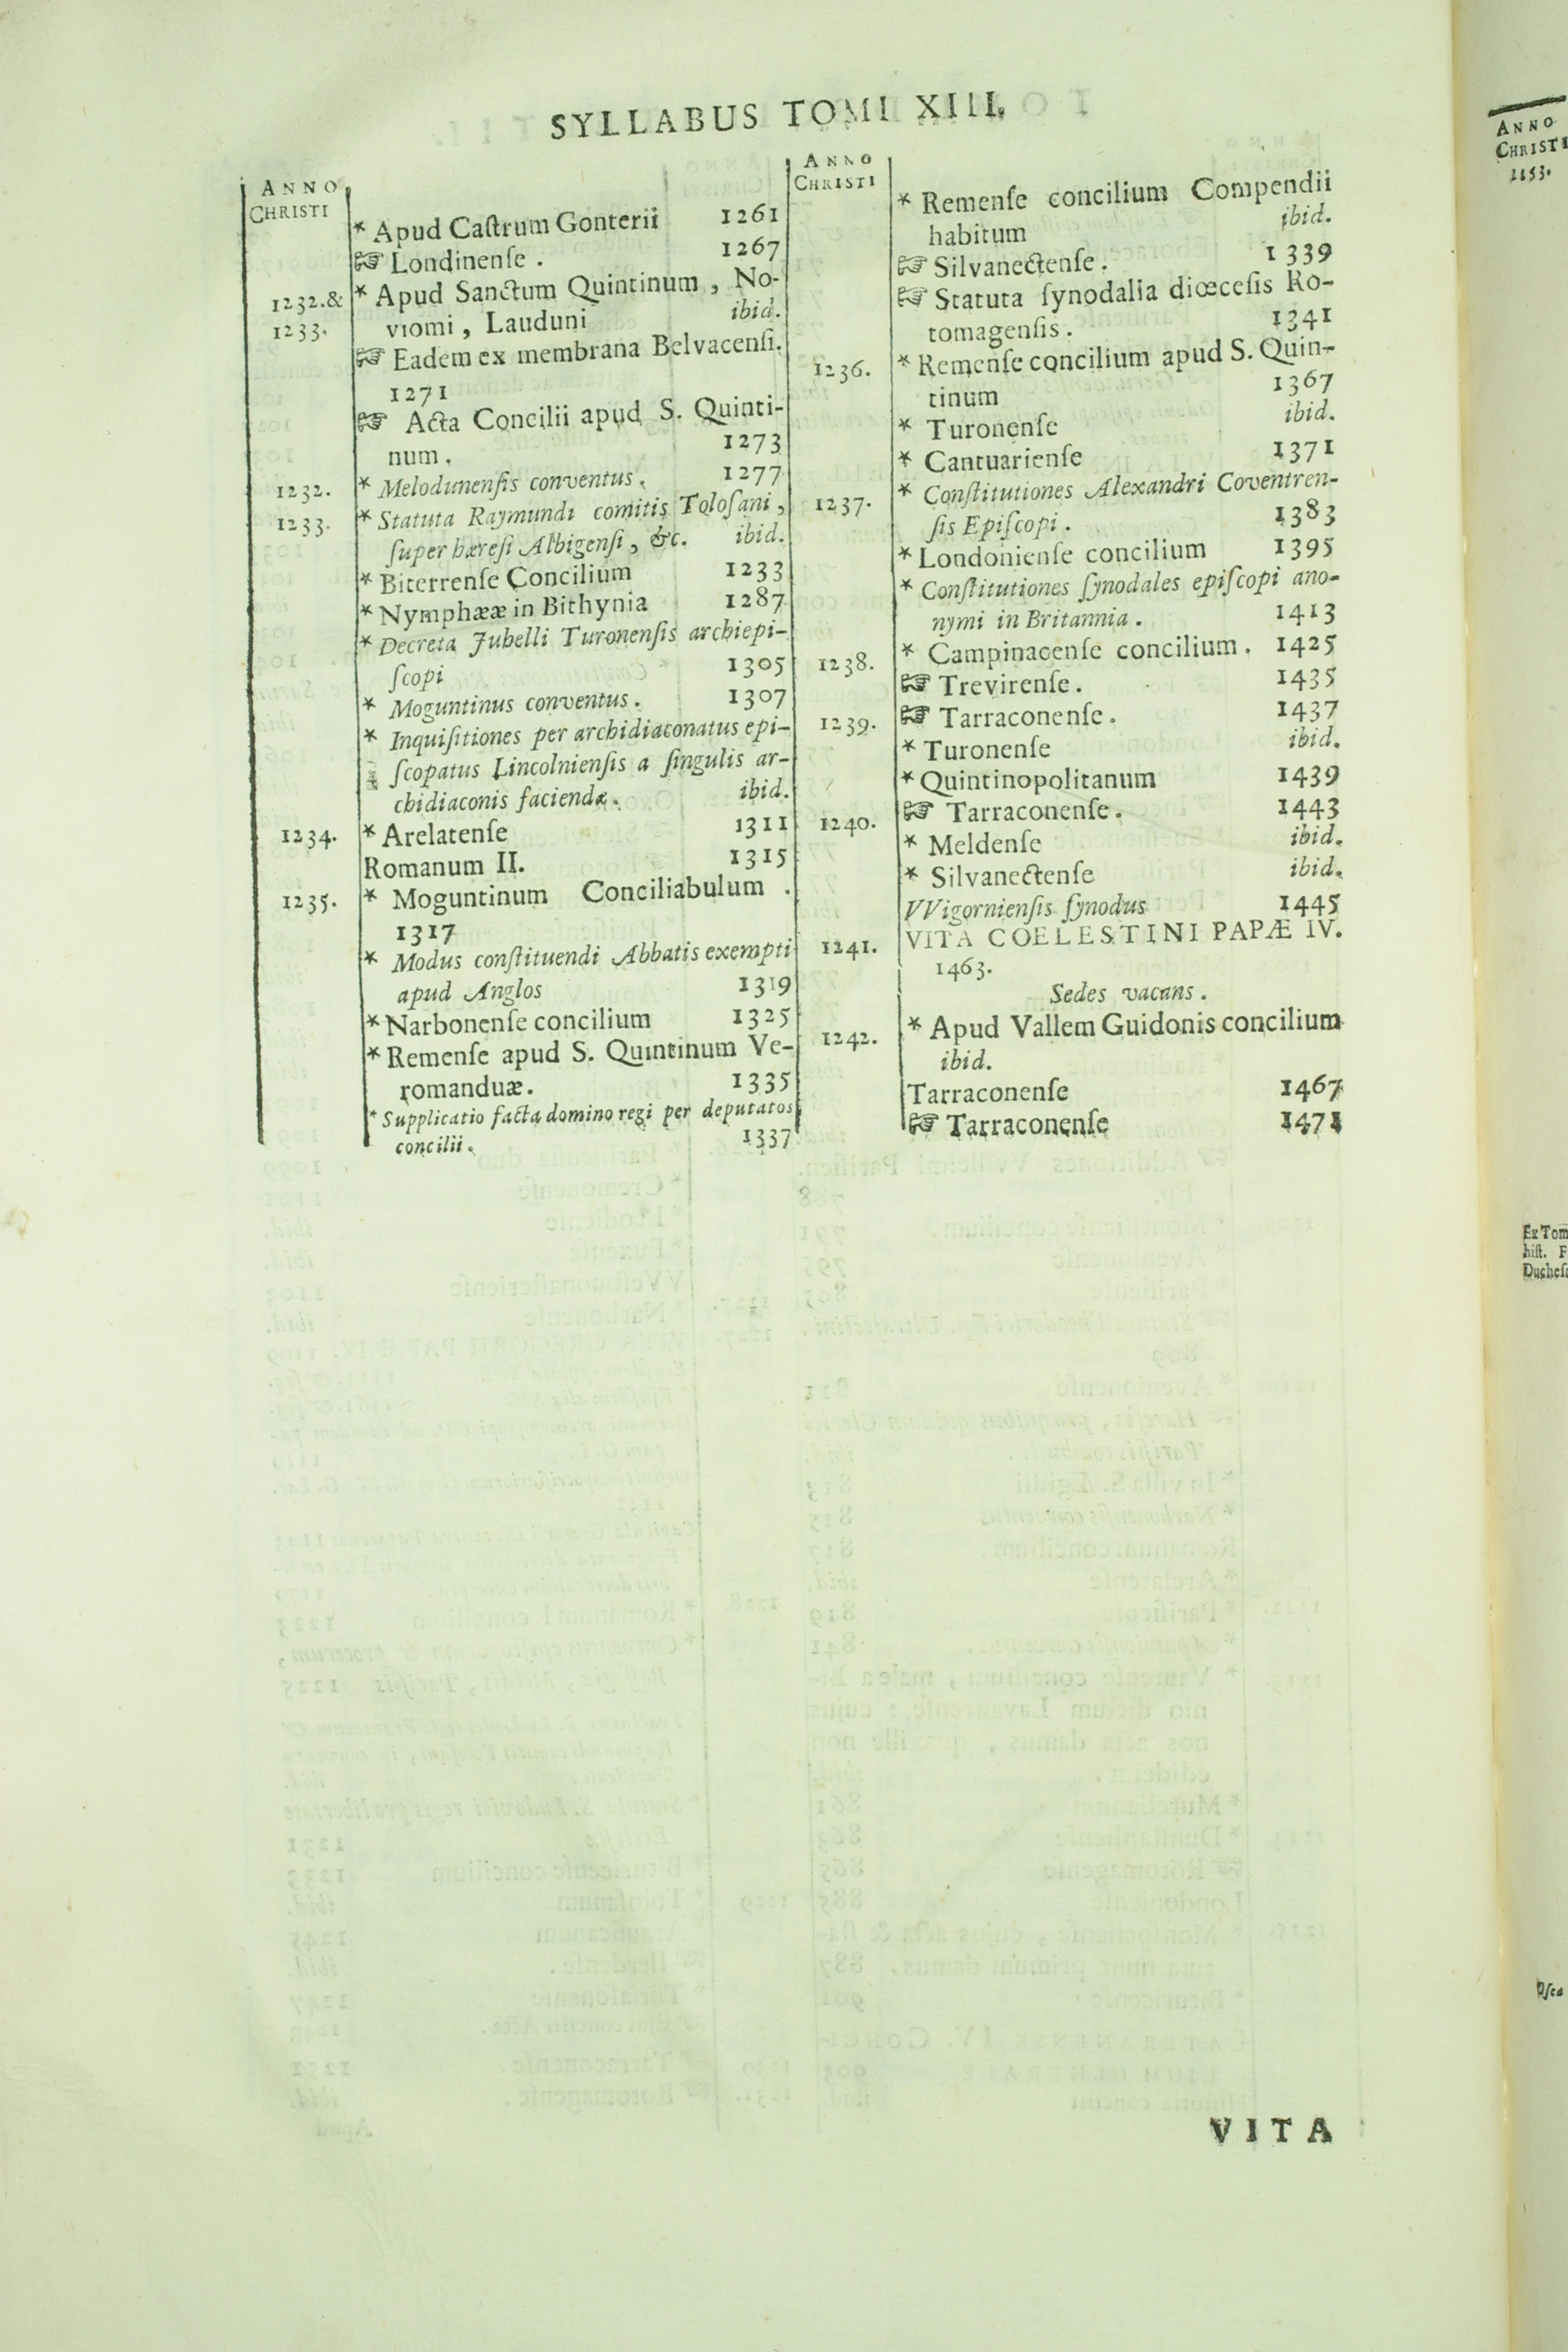 SYLLABUS TOMI XIII.
ANNO
CHRISTI
* Apud Caſtrum Gonterii 1261
☞ Londinenſe . 1267
1232.& * Apud Sanctum Quintinum , No-
1233. viomi , Lauduni ibid.
☞ Eadem ex membrana Belvacenſi.
1271
☞ Acta Concilii apud S. Quinti-
num . 1273
1232. * Melodunenſis conventus . 1277
1233. * Statuta Raymundi comitis Toloſani ,
ſuper hæreſi Albigenſi , &c. ibid.
* Biterrenſe Concilium 1233
* Nymphææ in Bithynia 1287
* Decreta Jubelli Turonenſis archiepi-
ſcopi 1305
* Moguntinus conventus . 1307
* Inquiſitiones per archidiaconatus epi-
ſcopatus Lincolnienſis a ſingulis ar-
chidiaconis faciendæ . ibid.
1234. * Arelatenſe 1311
Romanum II. 1315
1235. * Moguntinum Conciliabulum .
1317
* Modus conſtituendi Abbatis exempti
apud Anglos 1319
* Narbonenſe concilium 1325
* Remenſe apud S. Quintinum Ve-
romanduæ. 1335
* Supplicatio facta domino regi per deputatos
concilii . 1337
ANNO
CHRISTI
* Remenſe concilium Compendii
habitum ibid.
☞ Silvanectenſe . 1339
☞ Statuta ſynodalia diœceſis Ro-
tomagenſis . 1341
1236. * Remenſe concilium apud S. Quin-
tinum 1367
* Turonenſe ibid.
* Cantuarienſe 1371
1237. * Conſtitutiones Alexandri Coventren-
ſis Epiſcopi . 1383
* Londonienſe concilium 1395
* Conſtitutiones ſynodales epiſcopi ano-
nymi in Britannia . 1413
1238. * Campinacenſe concilium . 1425
☞ Trevirenſe . 1435
1239. ☞ Tarraconenſe . 1437
* Turonenſe ibid.
* Quintinopolitanum 1439
1240. ☞ Tarraconenſe . 1443
* Meldenſe ibid.
* Silvanectenſe ibid.
VVigornienſis ſynodus 1445
1241. VITA COELESTINI PAPÆ IV.
1463.
Sedes vacans .
1242. * Apud Vallem Guidonis concilium
ibid.
Tarraconenſe 1467
☞ Tarraconenſe 1471
VITA
ANNO
CHRISTI
1153.
Ex Tom
hiſt. F
Ducheſ